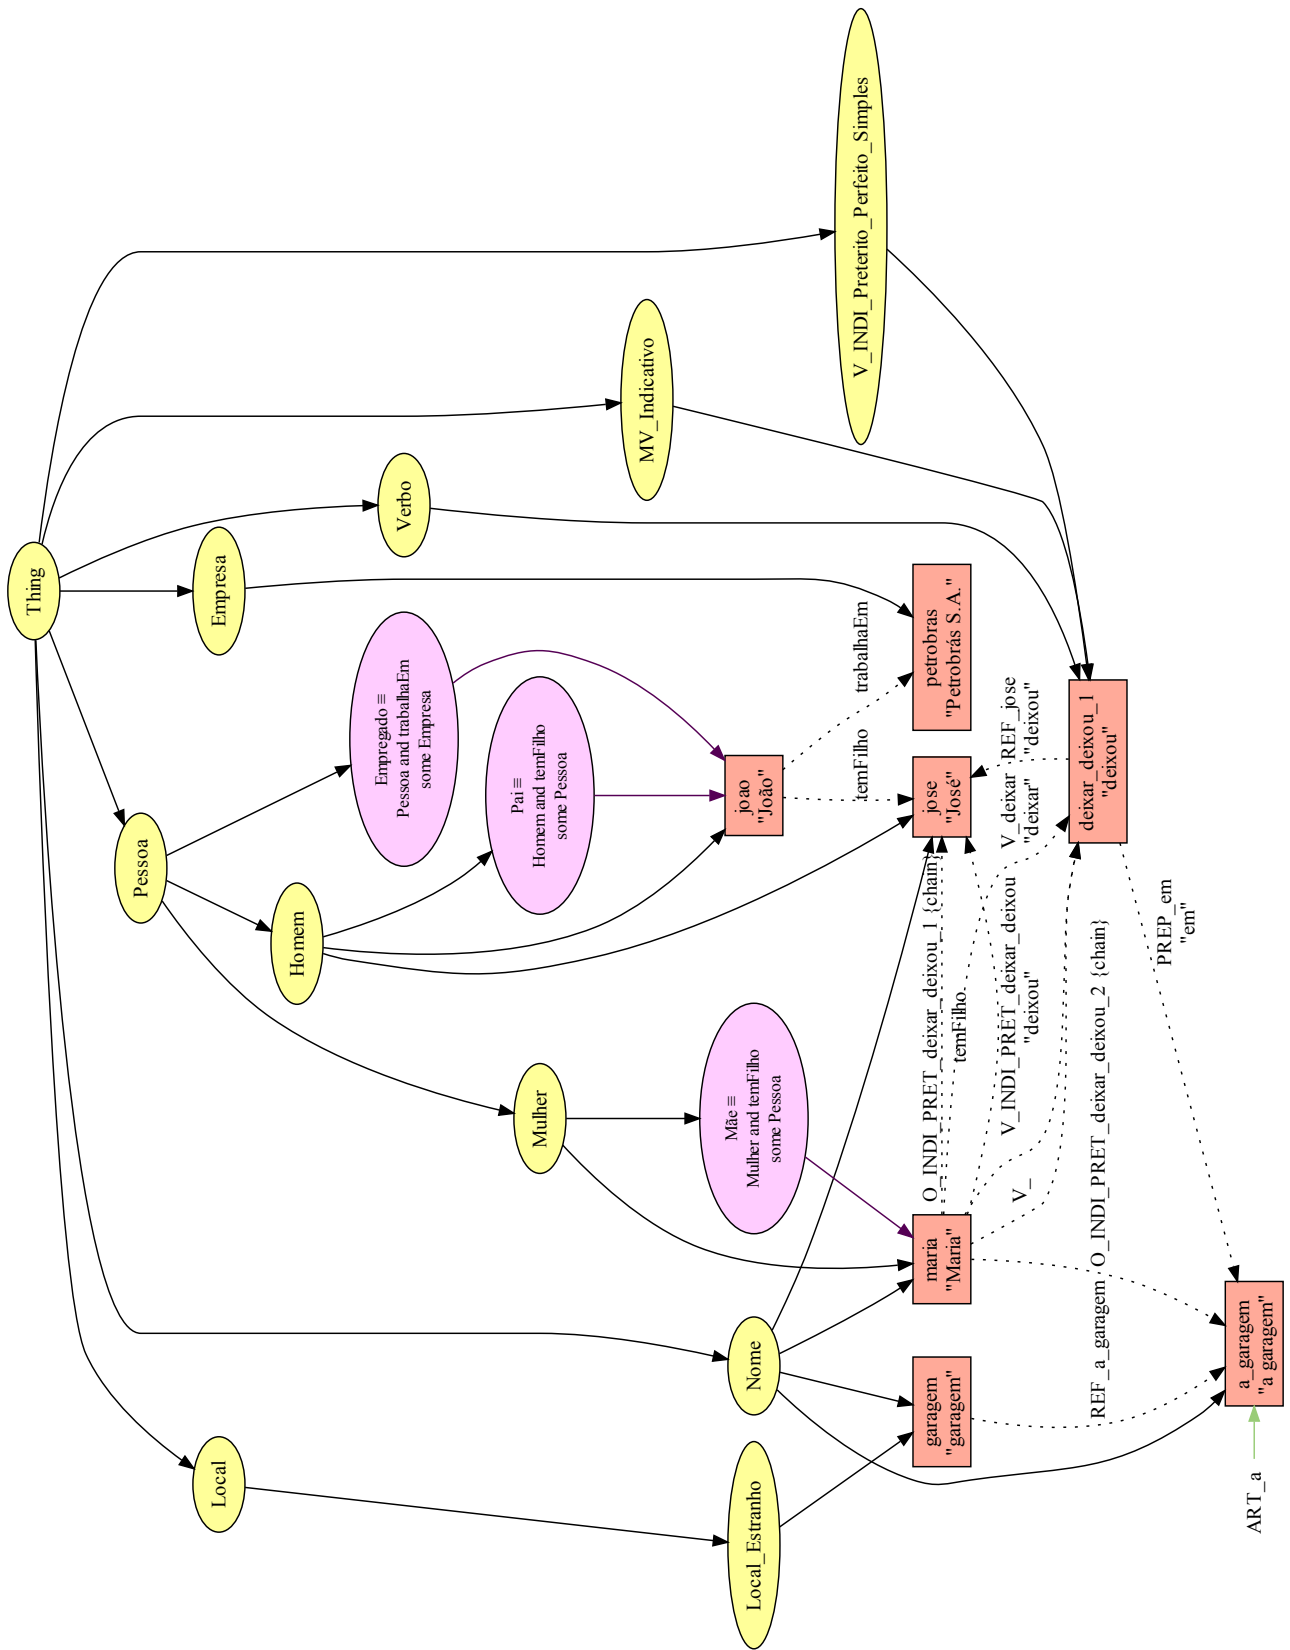 Thing
Pessoa
Empresa
Local
Homem
Empregado ≡
Pessoa and trabalhaEm
some Empresa
Verbo
Pai ≡
Homem and temFilho
some Pessoa
Mulher
MV_Indicativo
Mãe ≡
Mulher and temFilho
some Pessoa
joao
"João"
Nome
Local_Estranho
V_INDI_Preterito_Perfeito_Simples
temFilho
trabalhaEm
petrobras
"Petrobrás S.A."
jose
"José"
maria
"Maria"
garagem
"garagem"
O_INDI_PRET_deixar_deixou_1 {chain}
temFilho
V_INDI_PRET_deixar_deixou
"deixou"
V_deixar
"deixar"
REF_jose
"deixou"
V_
deixar_deixou_1
"deixou"
REF_a_garagem
O_INDI_PRET_deixar_deixou_2 {chain}
PREP_em
"em"
a_garagem
"a garagem"
ART_a